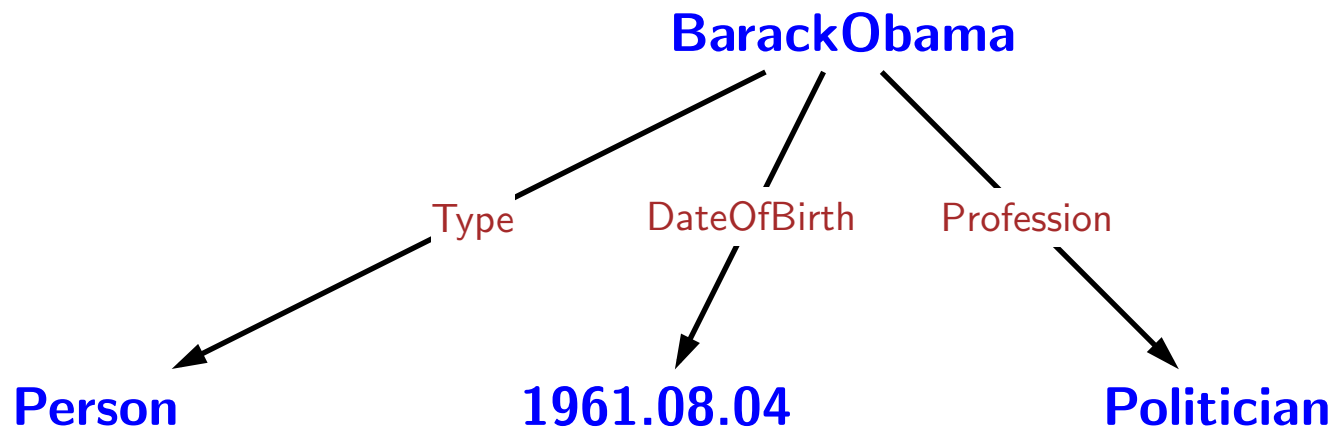 BarackObama
Type DateOfBirth Profession
Person 1961.08.04 Politician